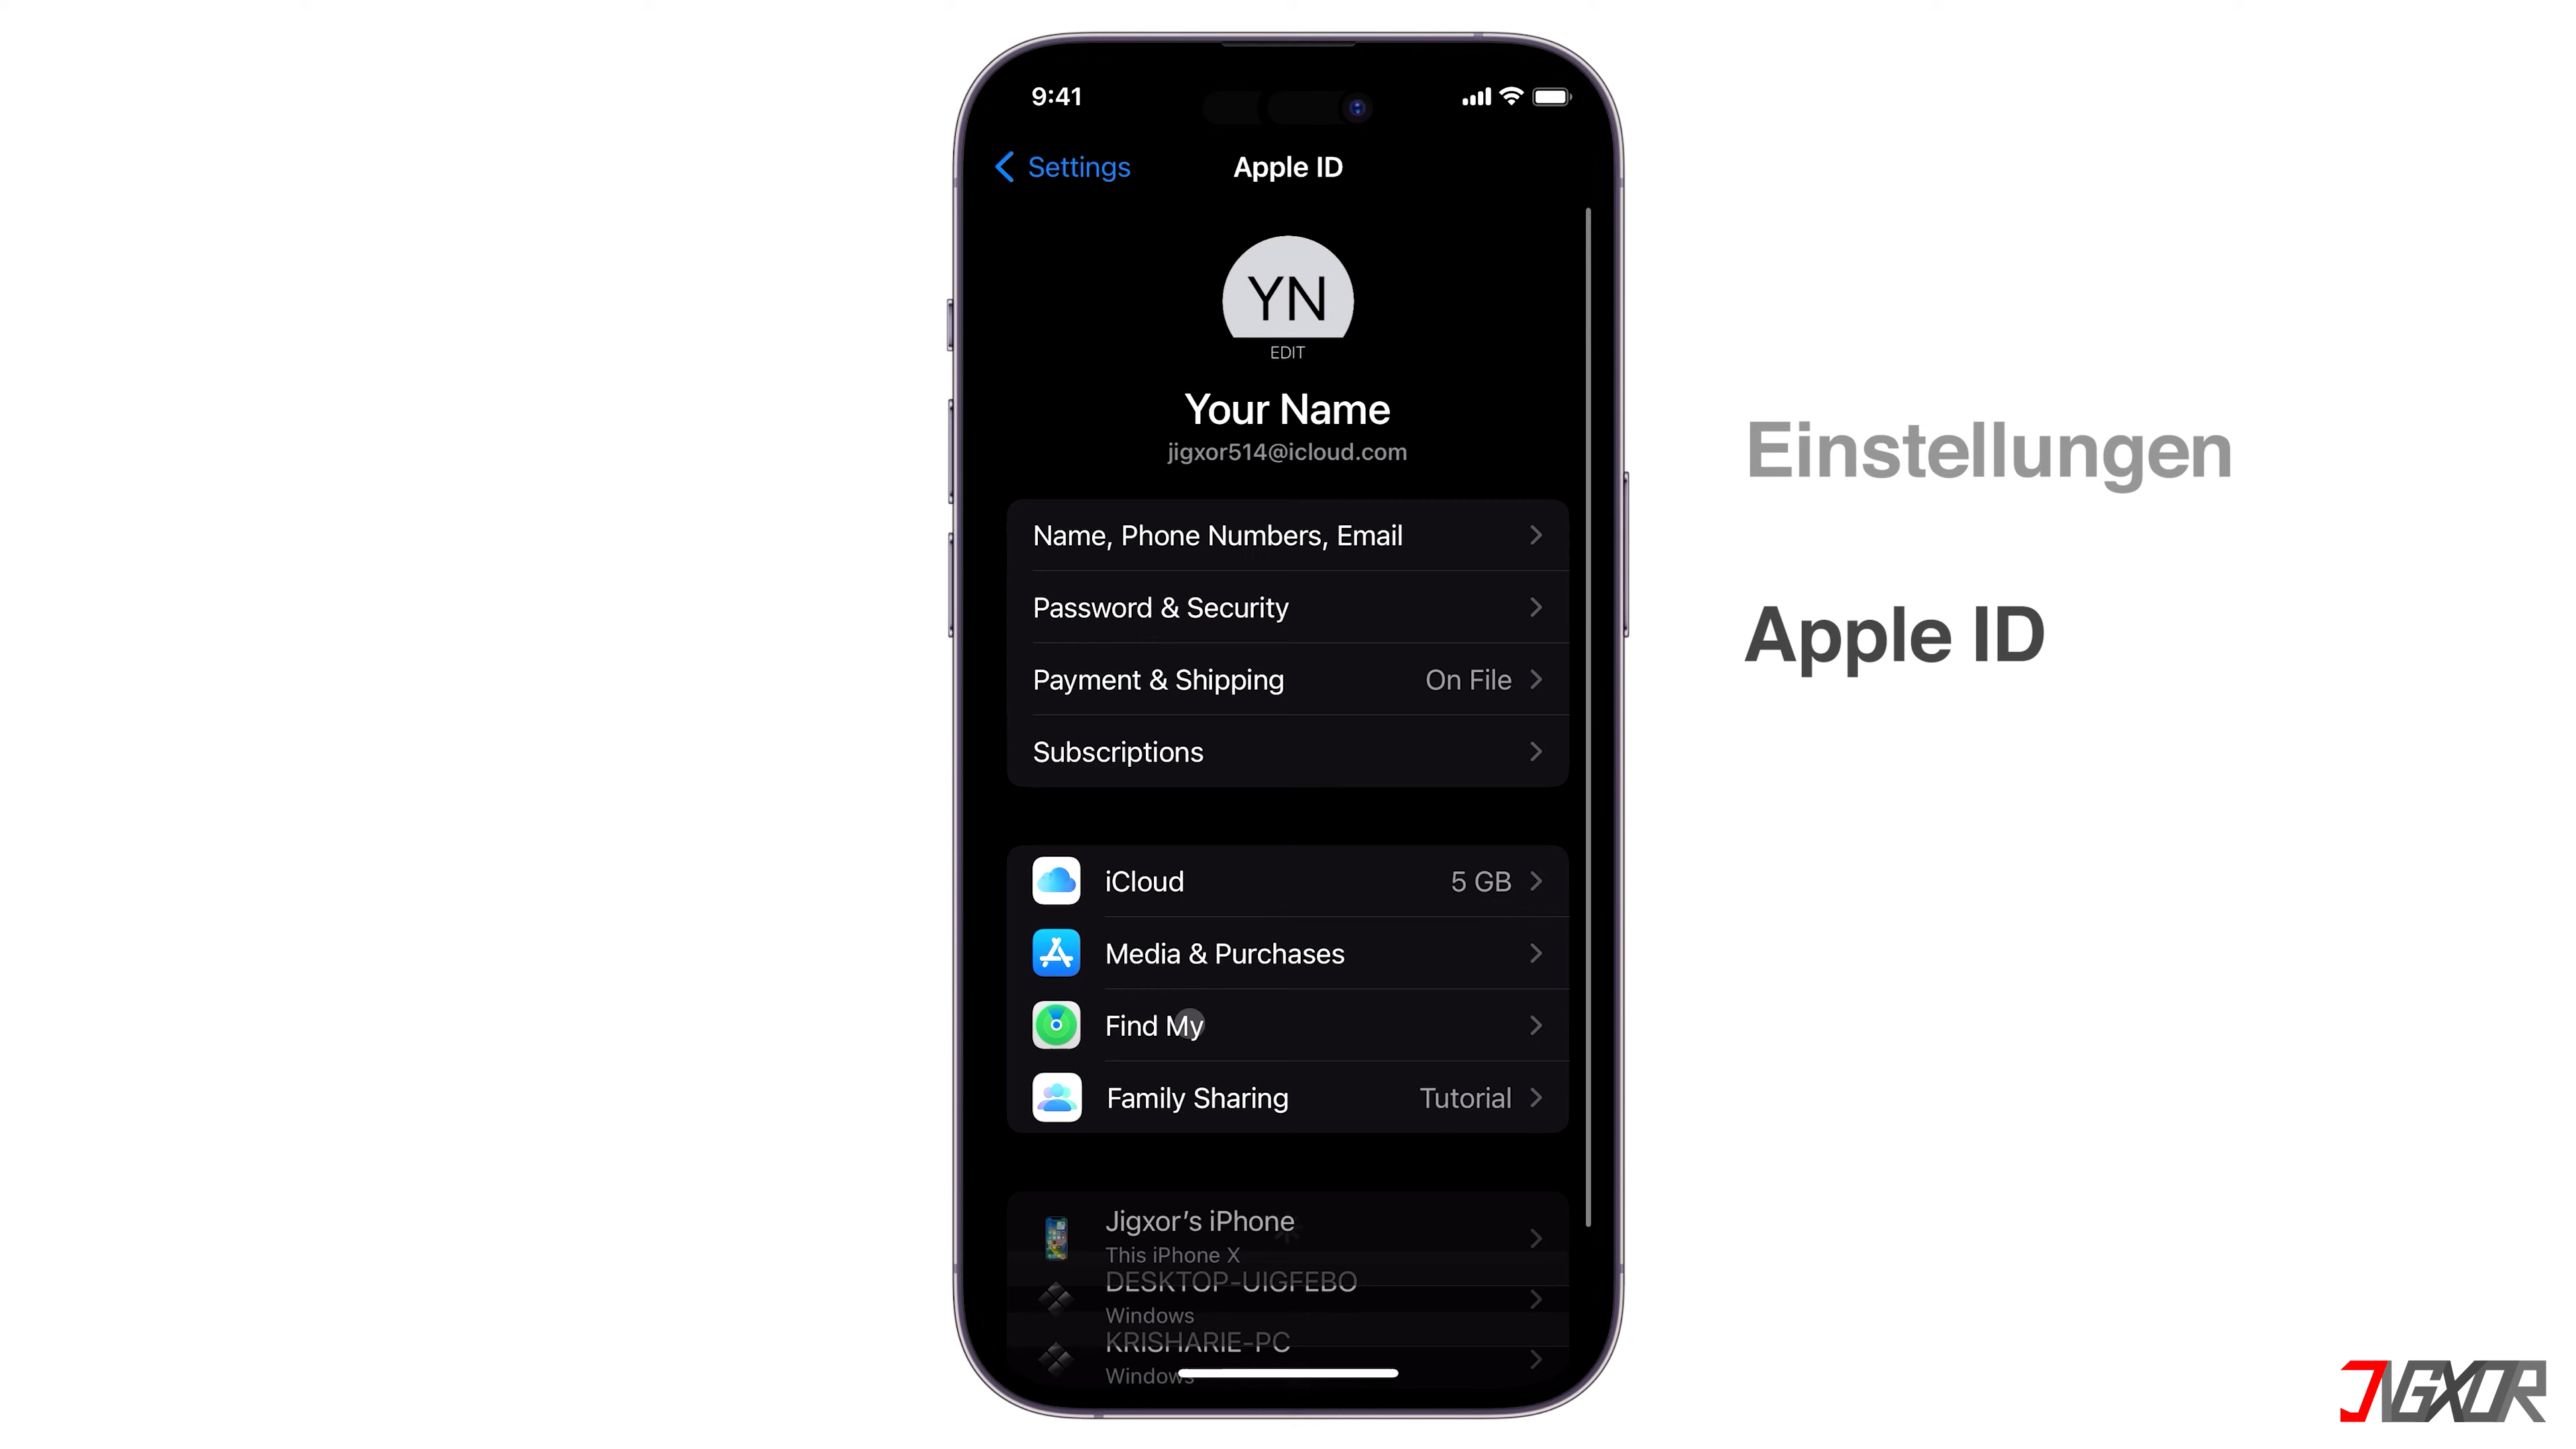 9:41
Settings
Apple ID
YN
EDIT
Your Name
jigxor514@icloud.com
Name, Phone Numbers, Email
Password & Security
Payment & Shipping On File
Subscriptions
iCloud 5 GB
Media & Purchases
Find My
Family Sharing Tutorial
Jigxor’s iPhone
This iPhone X
DESKTOP-UIGFEBO
Windows
KRISHARIE-PC
Windows
Einstellungen
Apple ID
JIGXOR